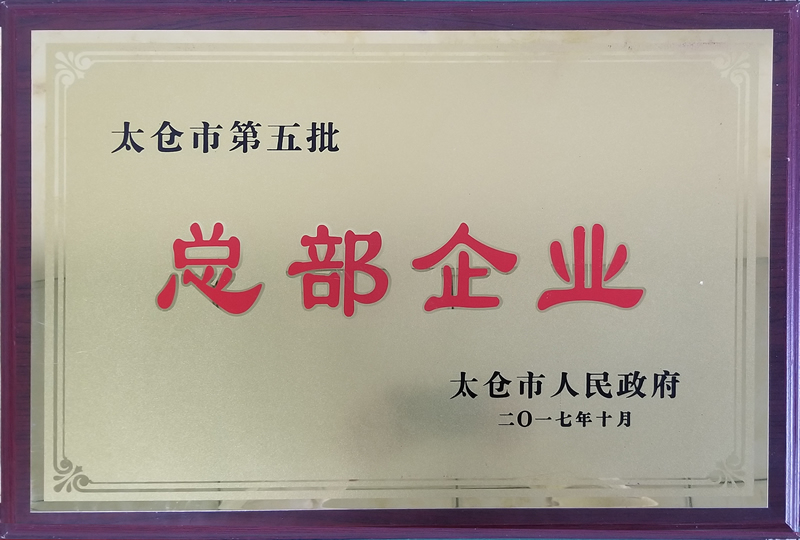 太仓市第五批
总部企业
太仓市人民政府
二〇一七年十月